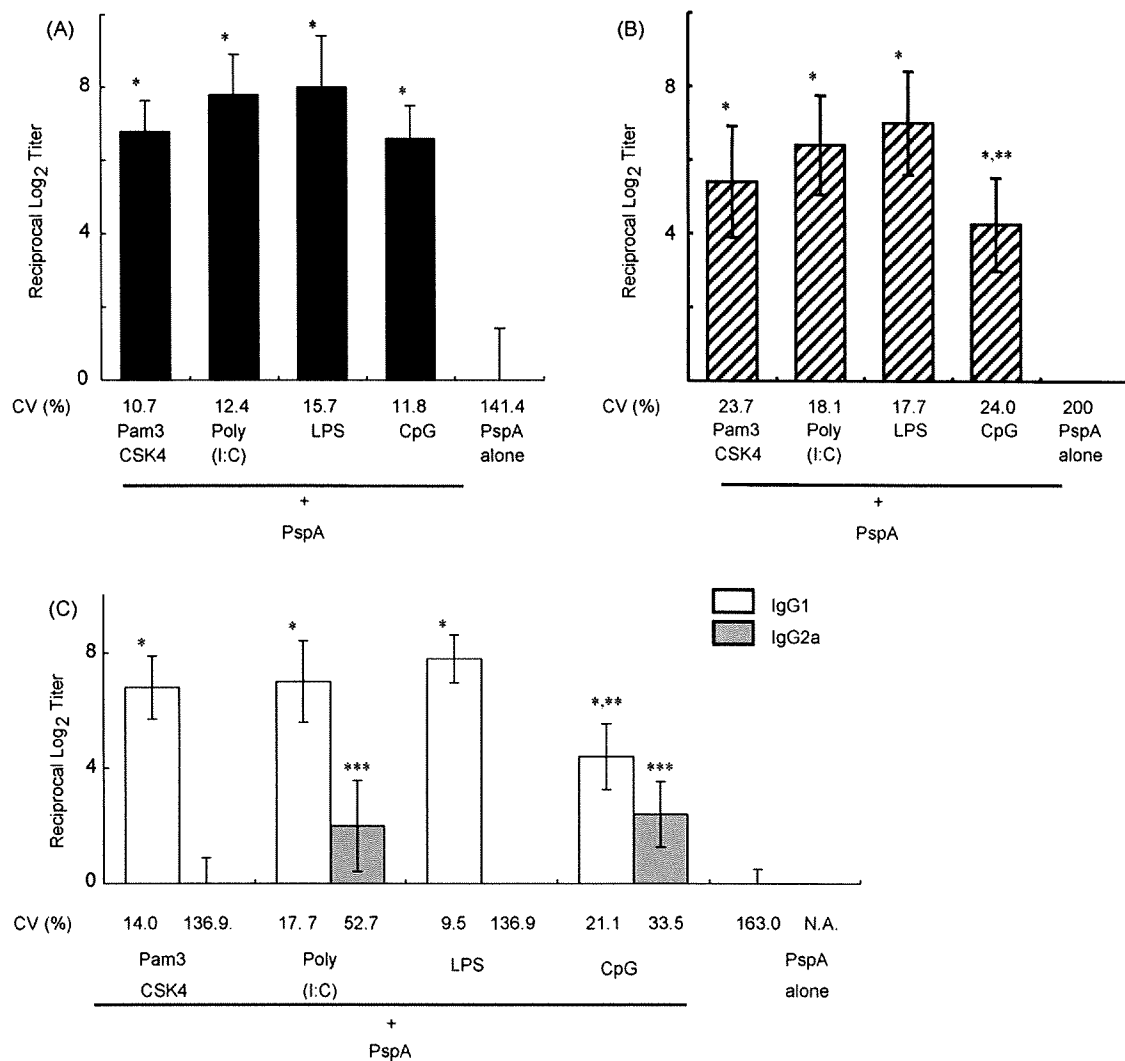 (A)
*
*
*
*
8
4
0
Reciprocal Log2 Titer
CV (%) 10.7 12.4 15.7 11.8 141.4
Pam3 Poly LPS CpG PspA
CSK4 (I:C) alone
+
PspA
(B)
*
*
*
*,**
8
4
Reciprocal Log2 Titer
CV (%) 23.7 18.1 17.7 24.0 200
Pam3 Poly LPS CpG PspA
CSK4 (I:C) alone
+
PspA
(C)
IgG1
IgG2a
*
*
*
*,**
***
***
8
4
0
Reciprocal Log2 Titer
CV (%) 14.0 136.9. 17. 7 52.7 9.5 136.9 21.1 33.5 163.0 N.A.
Pam3 Poly LPS CpG PspA
CSK4 (I:C) alone
+
PspA